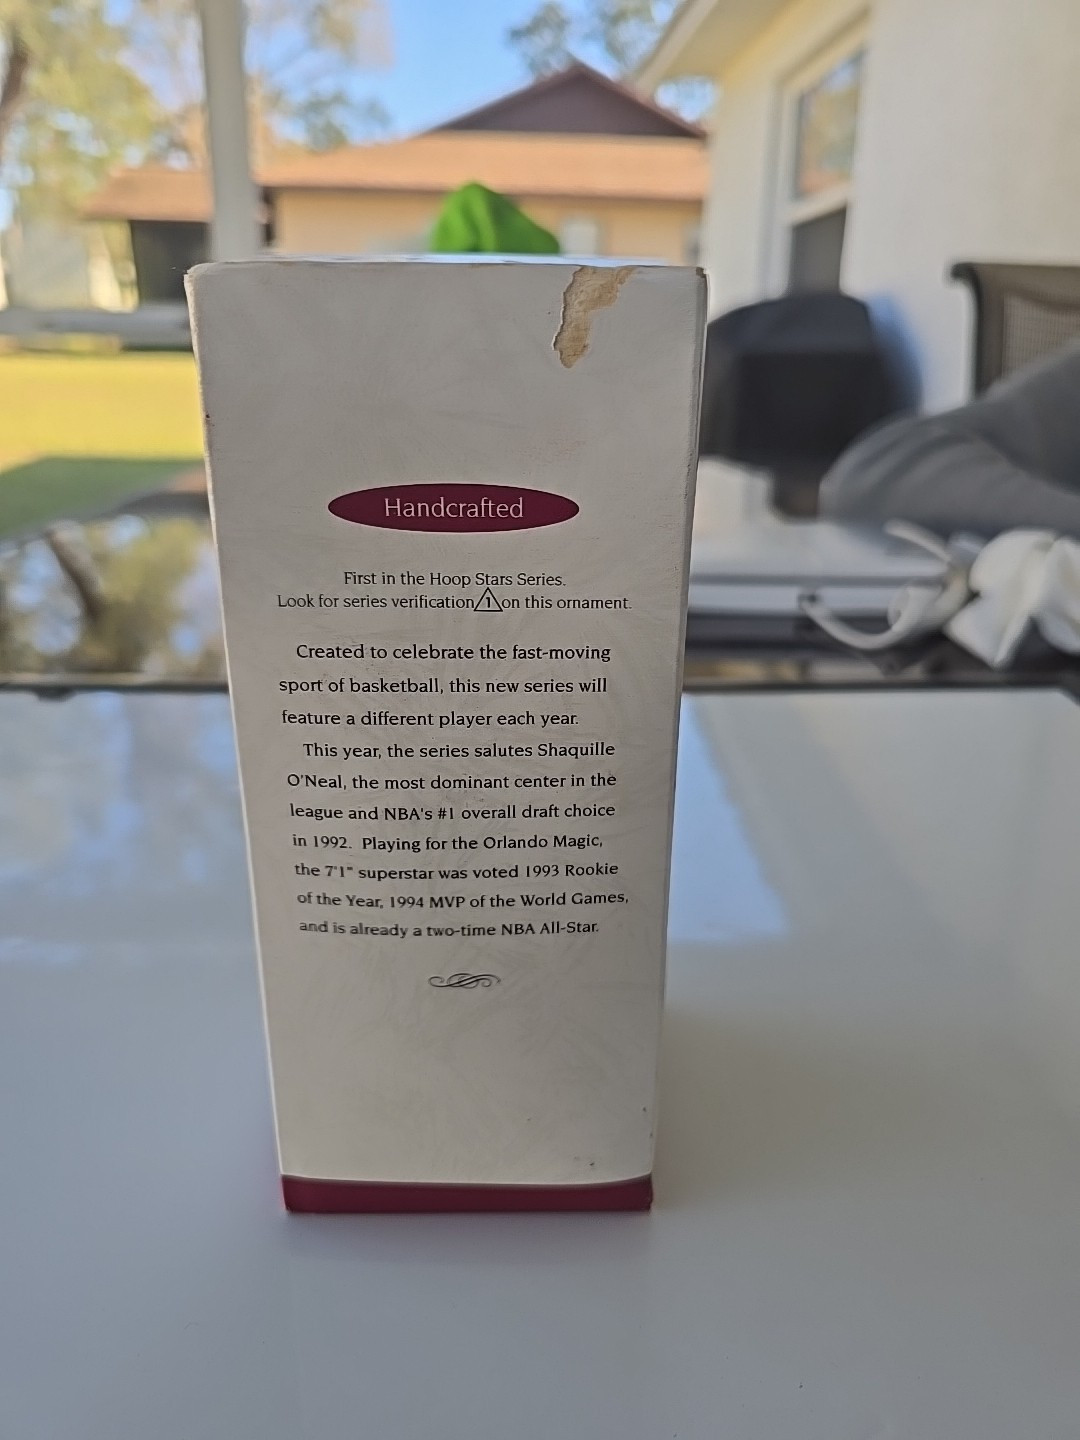 Handcrafted
First in the Hoop Stars Series.
Look for series verification 1 on this ornament.
Created to celebrate the fast-moving
sport of basketball, this new series will
feature a different player each year.
This year, the series salutes Shaquille
O'Neal, the most dominant center in the
league and NBA's #1 overall draft choice
in 1992. Playing for the Orlando Magic,
the 7'1" superstar was voted 1993 Rookie
of the Year, 1994 MVP of the World Games,
and is already a two-time NBA All-Star.